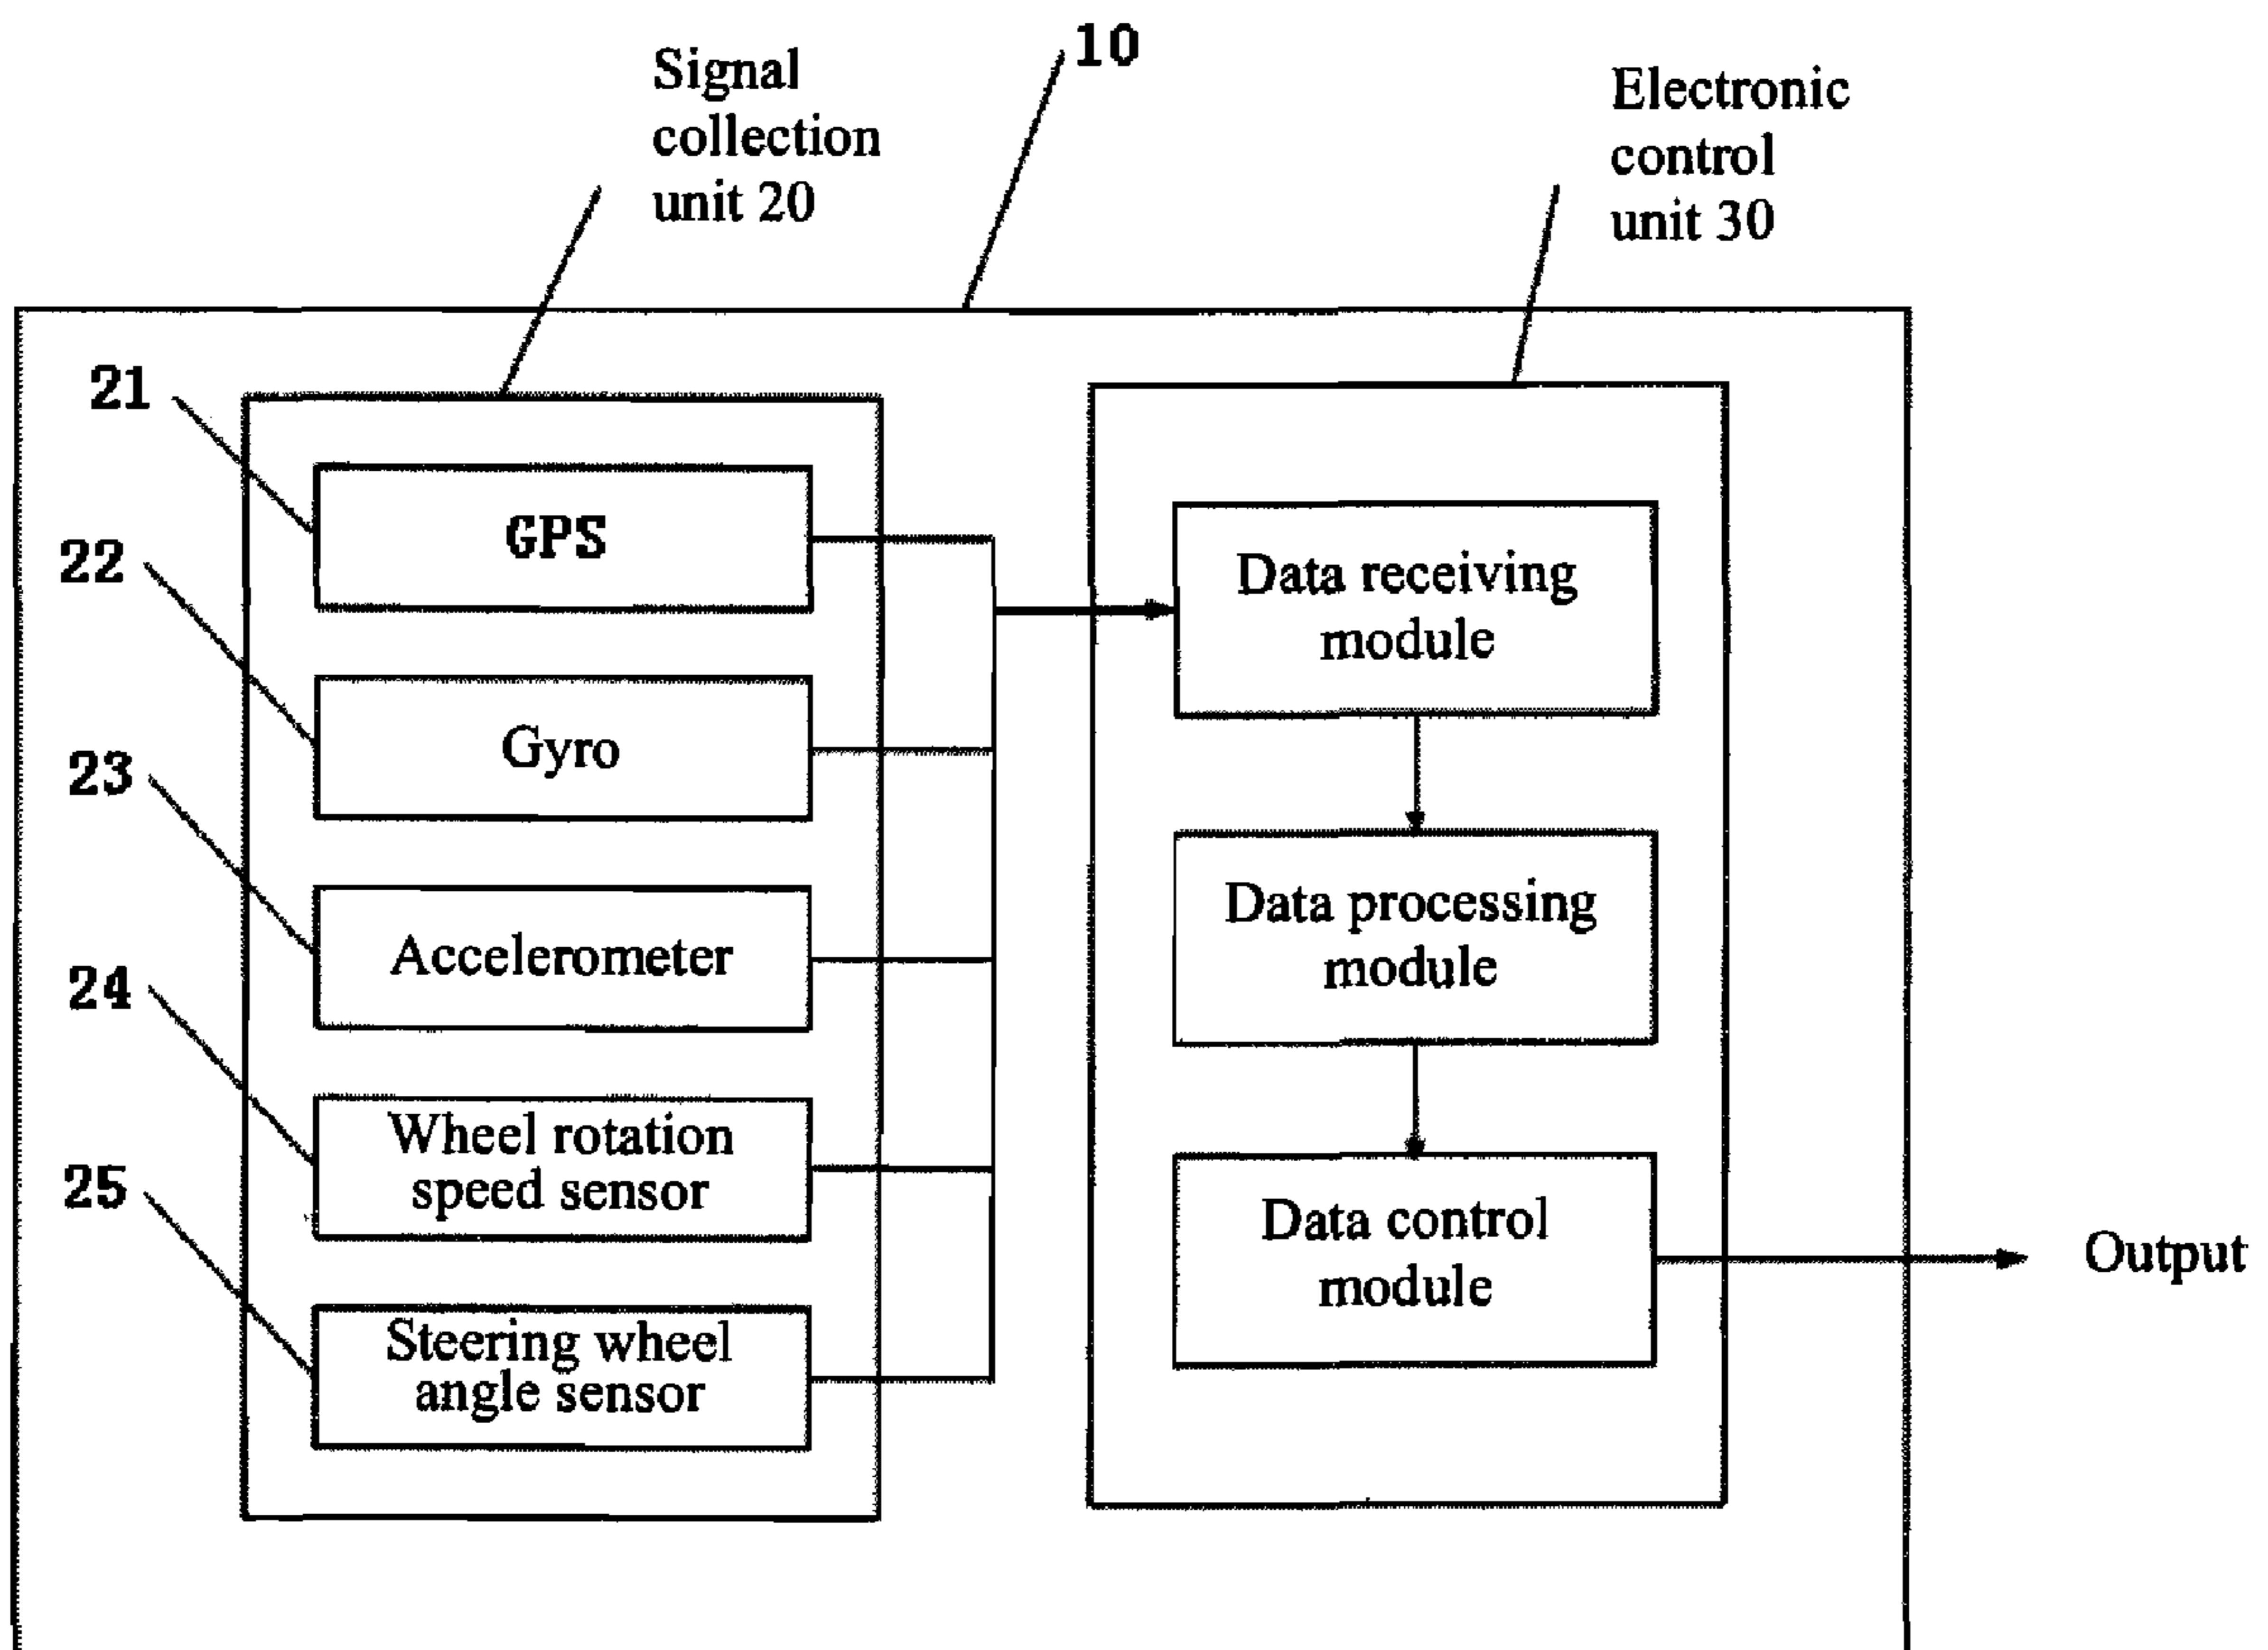 10
Signal
collection
unit 20
Electronic
control
unit 30
21
GPS
22
Gyro
23
Accelerometer
24
Wheel rotation
speed sensor
25
Steering wheel
angle sensor
Data receiving
module
Data processing
module
Data control
module
Output